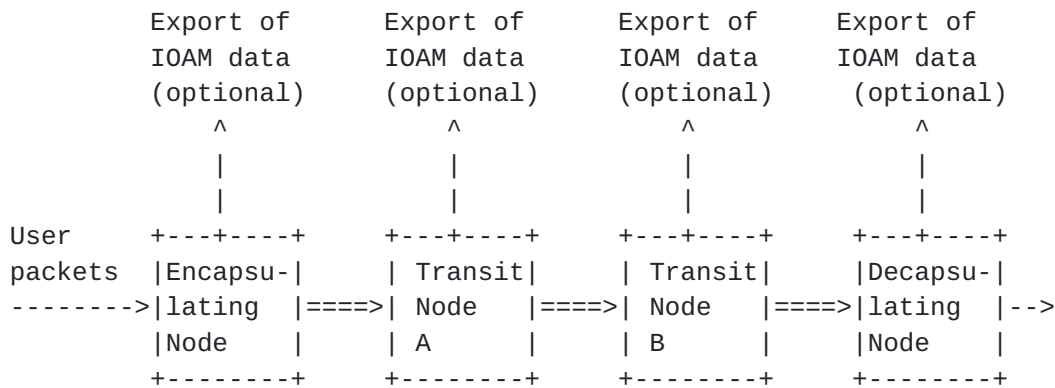 Export of      Export of      Export of     Export of
IOAM data      IOAM data      IOAM data     IOAM data
(optional)     (optional)     (optional)     (optional)
    ^              ^              ^              ^
    |              |              |              |
    |              |              |              |
User     +---+----+     +---+----+     +---+----+     +---+----+
packets  |Encapsu-|     | Transit|     | Transit|     |Decapsu-|
-------->|lating  |====>| Node   |====>| Node   |====>|lating  |-->
         |Node    |     | A      |     | B      |     |Node    |
         +--------+     +--------+     +--------+     +--------+